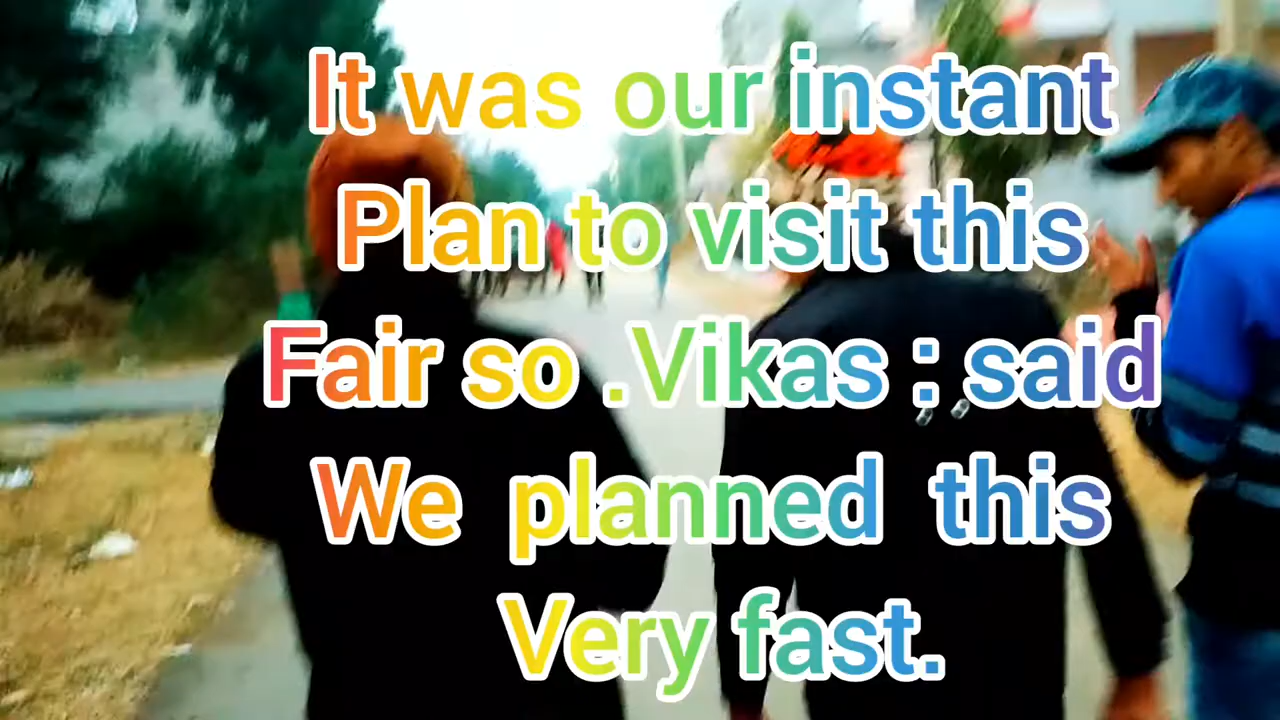 It was our instant
Plan to visit this
Fair so .Vikas : said
We planned this
Very fast.